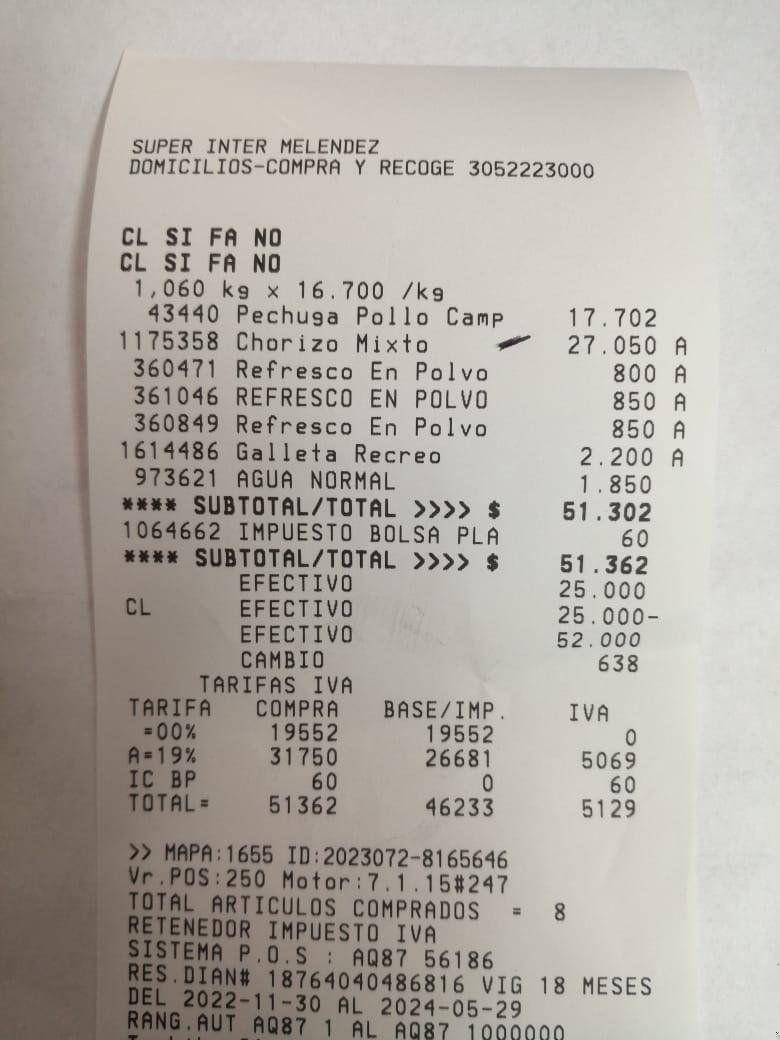 SUPER INTER MELENDEZ
DOMICILIOS-COMPRA Y RECOGE 3052223000
CL SI FA NO
CL SI FA NO
1,060 kg x 16.700 /kg
43440 Pechuga Pollo Camp 17.702
1175358 Chorizo Mixto 27.050 A
360471 Refresco En Polvo 800 A
361046 REFRESCO EN POLVO 850 A
360849 Refresco En Polvo 850 A
1614486 Galleta Recreo 2.200 A
973621 AGUA NORMAL 1.850
**** SUBTOTAL/TOTAL >>>> $ 51.302
1064662 IMPUESTO BOLSA PLA 60
**** SUBTOTAL/TOTAL >>>> $ 51.362
EFECTIVO 25.000
CL EFECTIVO 25.000-
EFECTIVO 52.000
CAMBIO 638
TARIFAS IVA
TARIFA COMPRA BASE/IMP. IVA
=00% 19552 19552 0
A=19% 31750 26681 5069
IC BP 60 0 60
TOTAL= 51362 46233 5129
>> MAPA:1655 ID:2023072-8165646
Vr.POS:250 Motor:7.1.15#247
TOTAL ARTICULOS COMPRADOS = 8
RETENEDOR IMPUESTO IVA
SISTEMA P.O.S : AQ87 56186
RES.DIAN# 18764040486816 VIG 18 MESES
DEL 2022-11-30 AL 2024-05-29
RANG.AUT AQ87 1 AL AQ87 1000000